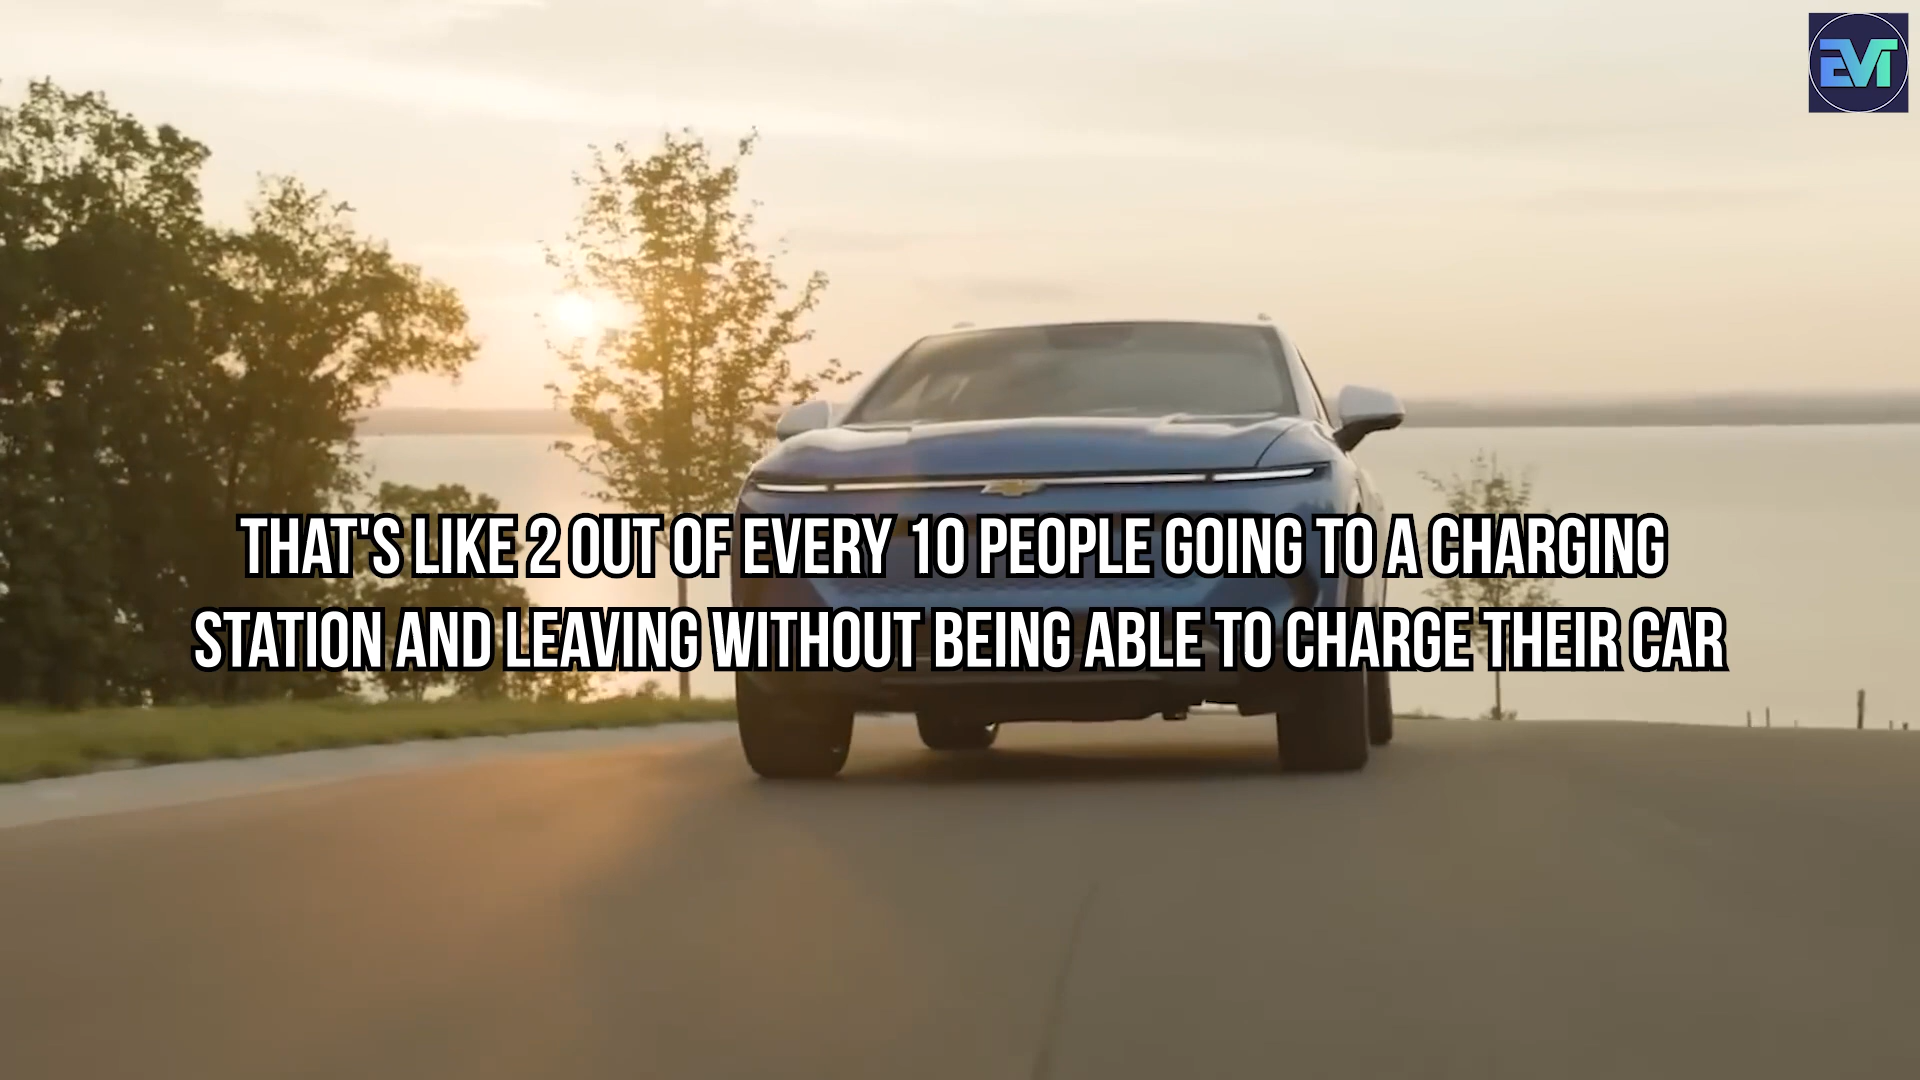 EVT
THAT'S LIKE 2 OUT OF EVERY 10 PEOPLE GOING TO A CHARGING
STATION AND LEAVING WITHOUT BEING ABLE TO CHARGE THEIR CAR